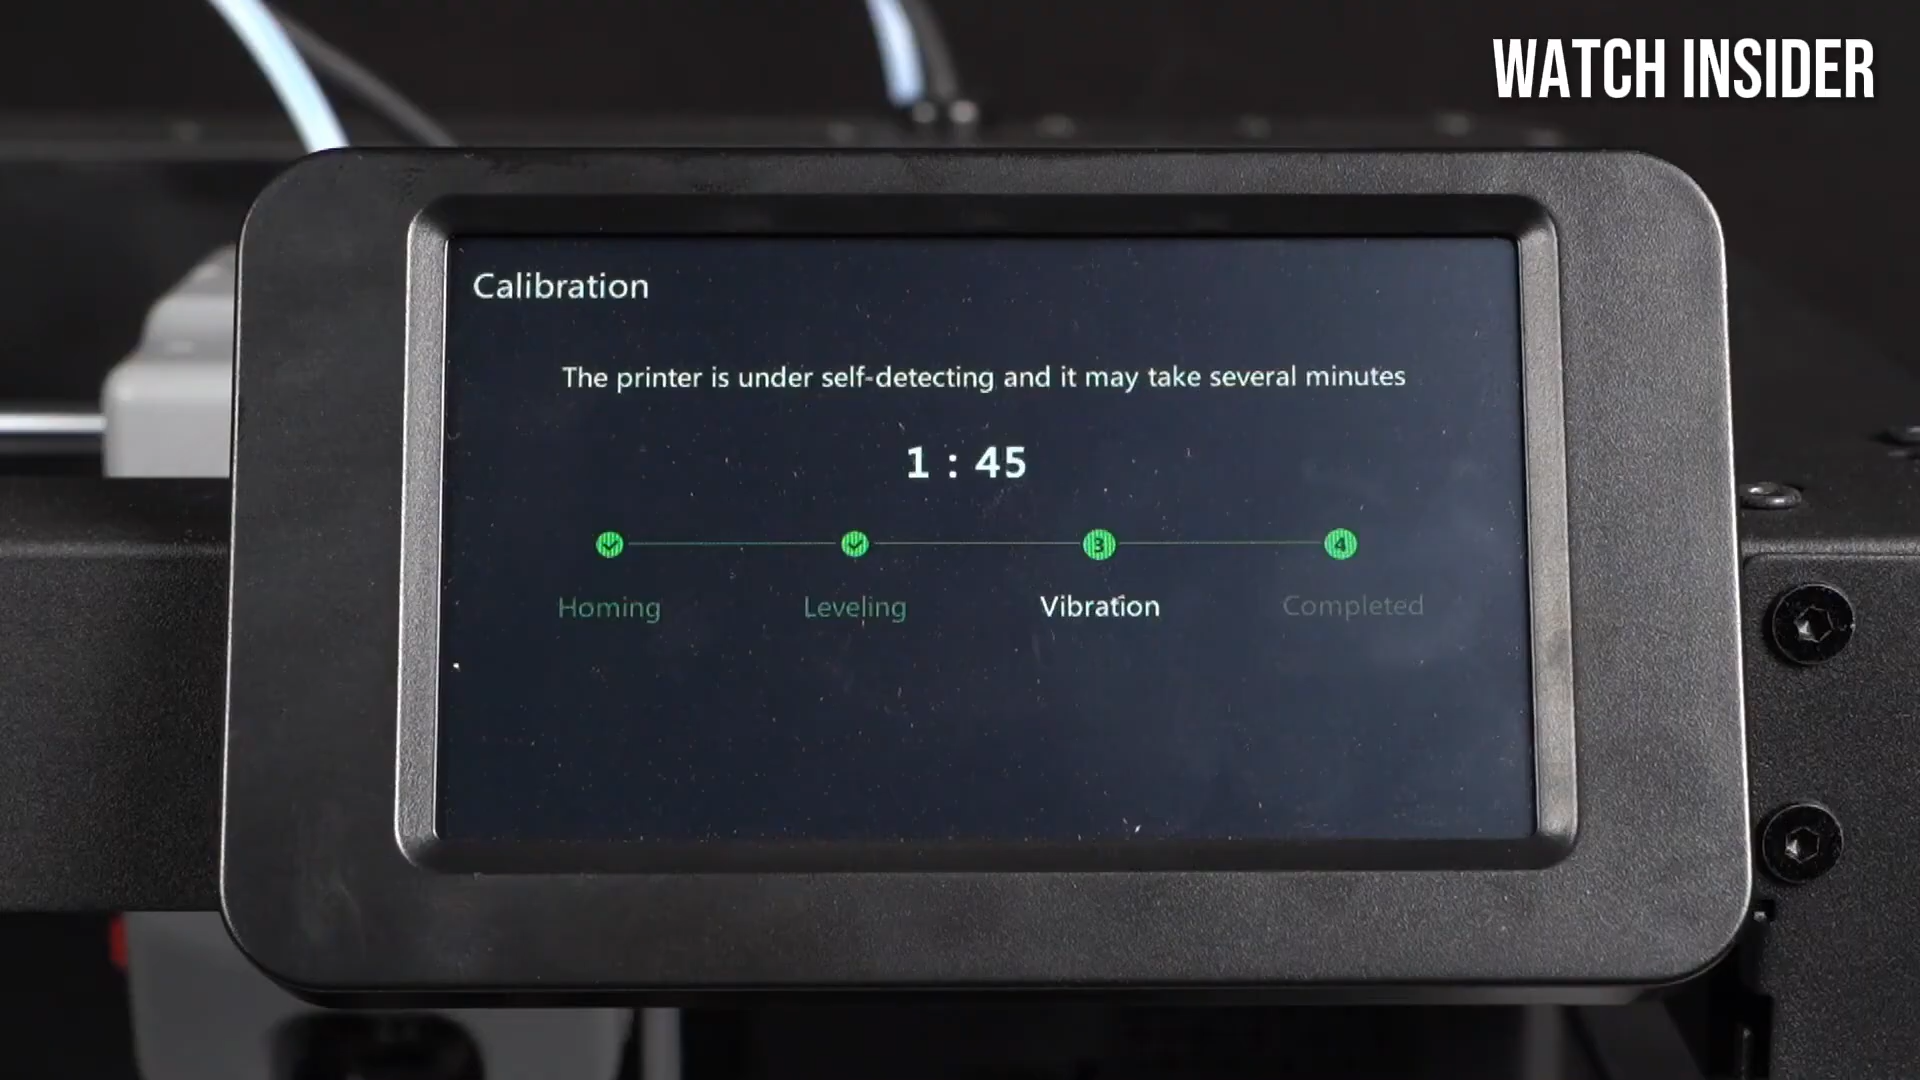 WATCH INSIDER
Calibration
The printer is under self-detecting and it may take several minutes
1 : 45
3 4
Homing Leveling Vibration Completed